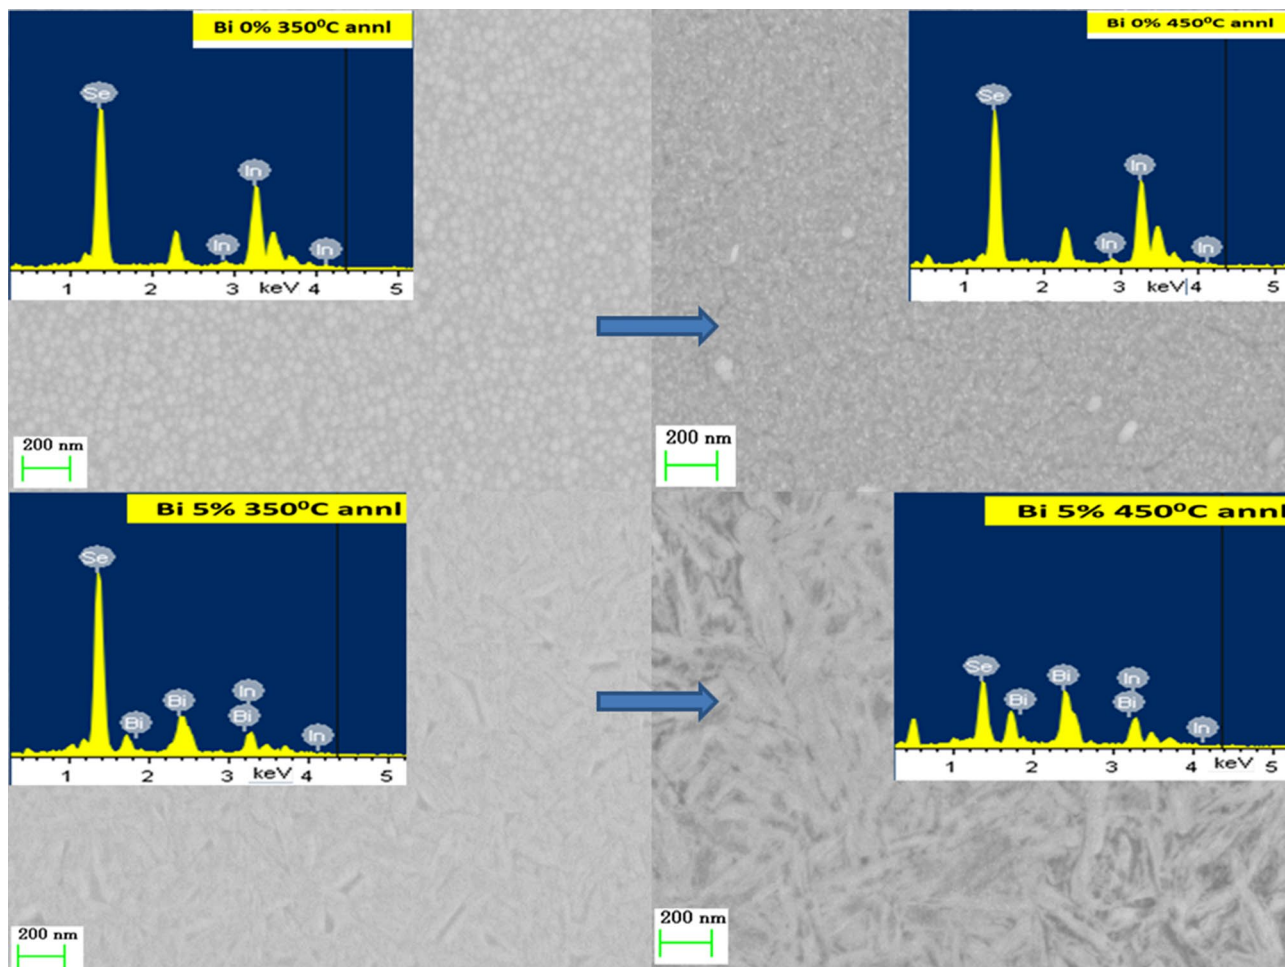 Bi 0% 350⁰C annl
Se
In
In
In
1 2 3 keV 4 5
200 nm
Bi 0% 450⁰C annl
Se
In
In
In
1 2 3 keV 4 5
200 nm
Bi 5% 350⁰C annl
Se
In
Bi
Bi
Bi
In
1 2 3 keV 4 5
200 nm
Bi 5% 450⁰C annl
Se
Bi
In
Bi
Bi
In
1 2 3 4 keV 5
200 nm